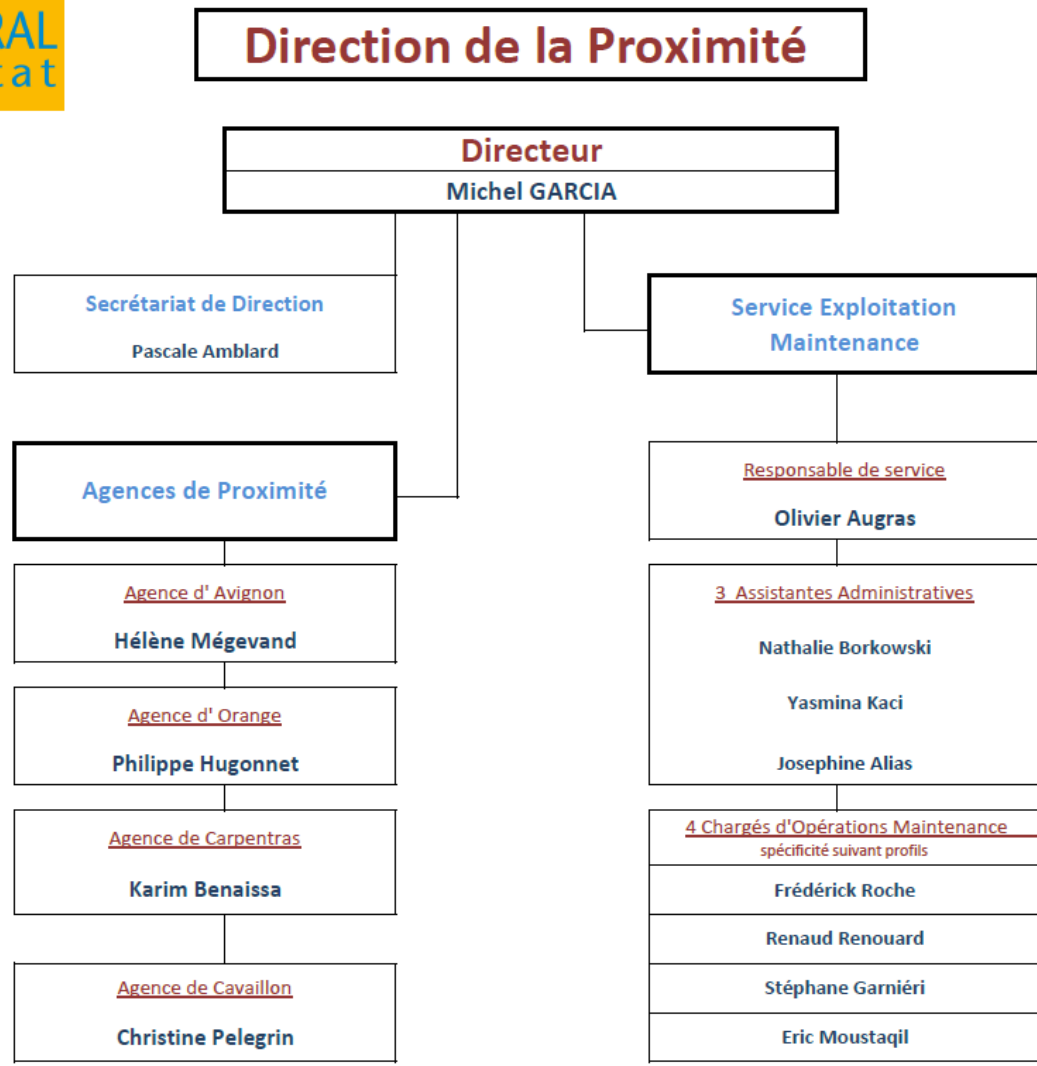 RAL
tat
Direction de la Proximité
Directeur
Michel GARCIA
Secrétariat de Direction
Pascale Amblard
Service Exploitation
Maintenance
Agences de Proximité
Responsable de service
Olivier Augras
Agence d' Avignon
Hélène Mégevand
3 Assistantes Administratives
Nathalie Borkowski
Yasmina Kaci
Josephine Alias
Agence d' Orange
Philippe Hugonnet
Agence de Carpentras
Karim Benaissa
4 Chargés d'Opérations Maintenance
spécificité suivant profils
Frédérick Roche
Renaud Renouard
Stéphane Garniéri
Eric Moustaqil
Agence de Cavaillon
Christine Pelegrin